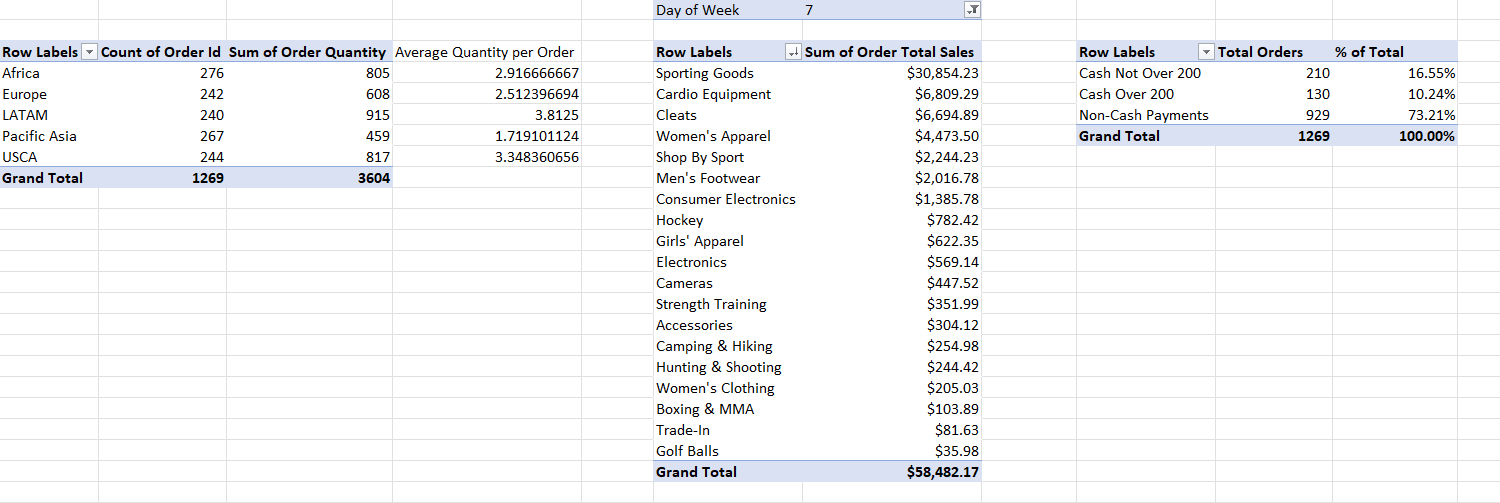 Day of Week 7
Row Labels Count of Order Id Sum of Order Quantity Average Quantity per Order
Africa 276 805 2.916666667
Europe 242 608 2.512396694
LATAM 240 915 3.8125
Pacific Asia 267 459 1.719101124
USCA 244 817 3.348360656
Grand Total 1269 3604
Row Labels Sum of Order Total Sales
Sporting Goods $30,854.23
Cardio Equipment $6,809.29
Cleats $6,694.89
Women's Apparel $4,473.50
Shop By Sport $2,244.23
Men's Footwear $2,016.78
Consumer Electronics $1,385.78
Hockey $782.42
Girls' Apparel $622.35
Electronics $569.14
Cameras $447.52
Strength Training $351.99
Accessories $304.12
Camping & Hiking $254.98
Hunting & Shooting $244.42
Women's Clothing $205.03
Boxing & MMA $103.89
Trade-In $81.63
Golf Balls $35.98
Grand Total $58,482.17
Row Labels Total Orders % of Total
Cash Not Over 200 210 16.55%
Cash Over 200 130 10.24%
Non-Cash Payments 929 73.21%
Grand Total 1269 100.00%